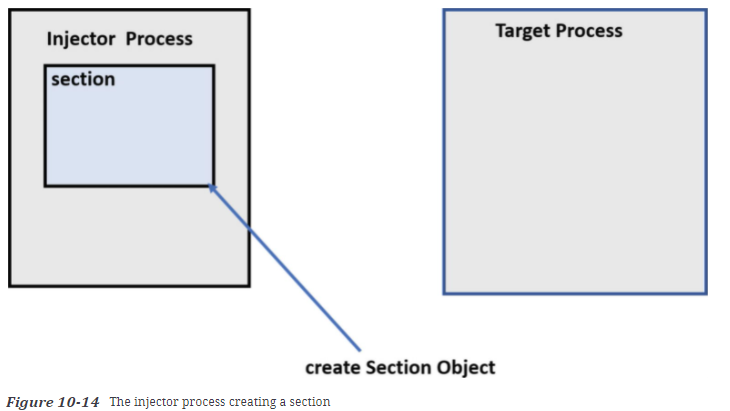 Injector Process
Target Process
section
create Section Object
Figure 10-14 The injector process creating a section